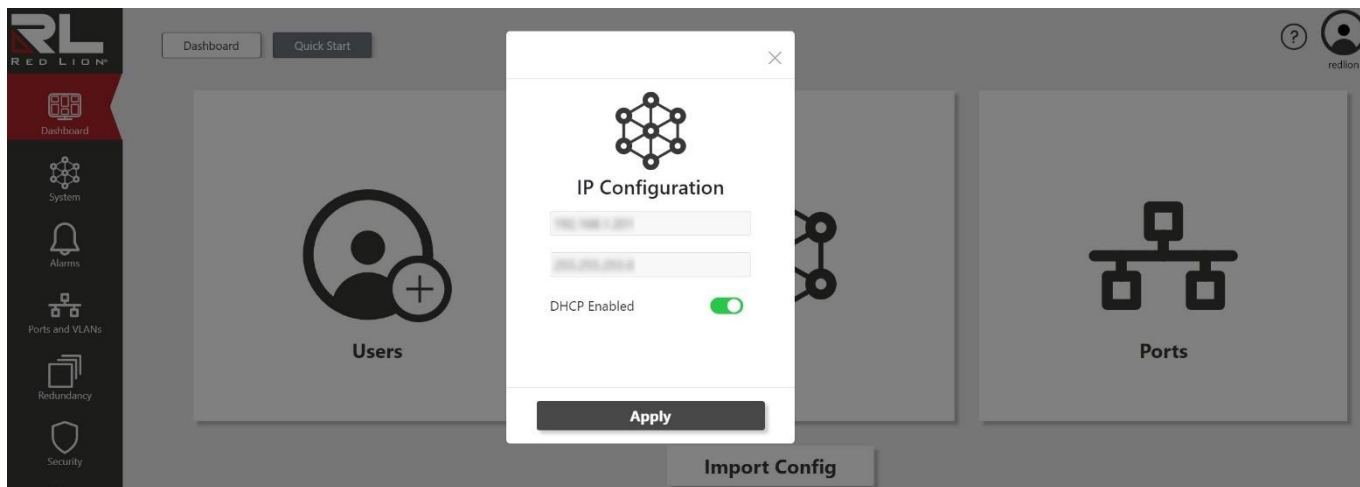 RL
RED LION®
Dashboard
Quick Start
?
redlion
Dashboard
System
Alarms
Ports and VLANs
Redundancy
Security
Users
IP Configuration
DHCP Enabled
Apply
Ports
Import Config